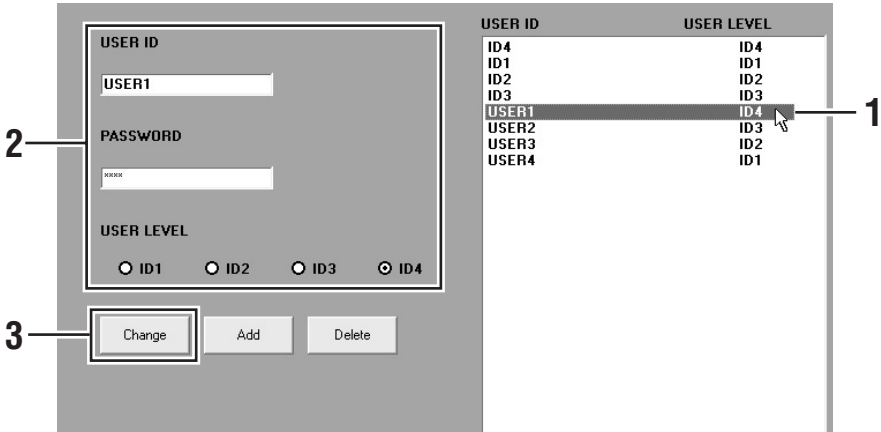 USER ID
USER1
PASSWORD
xxxx
USER LEVEL
ID1 ID2 ID3 ID4
Change Add Delete
USER ID USER LEVEL
ID4 ID4
ID1 ID1
ID2 ID2
ID3 ID3
USER1 ID4
USER2 ID3
USER3 ID2
USER4 ID1
1
2
3